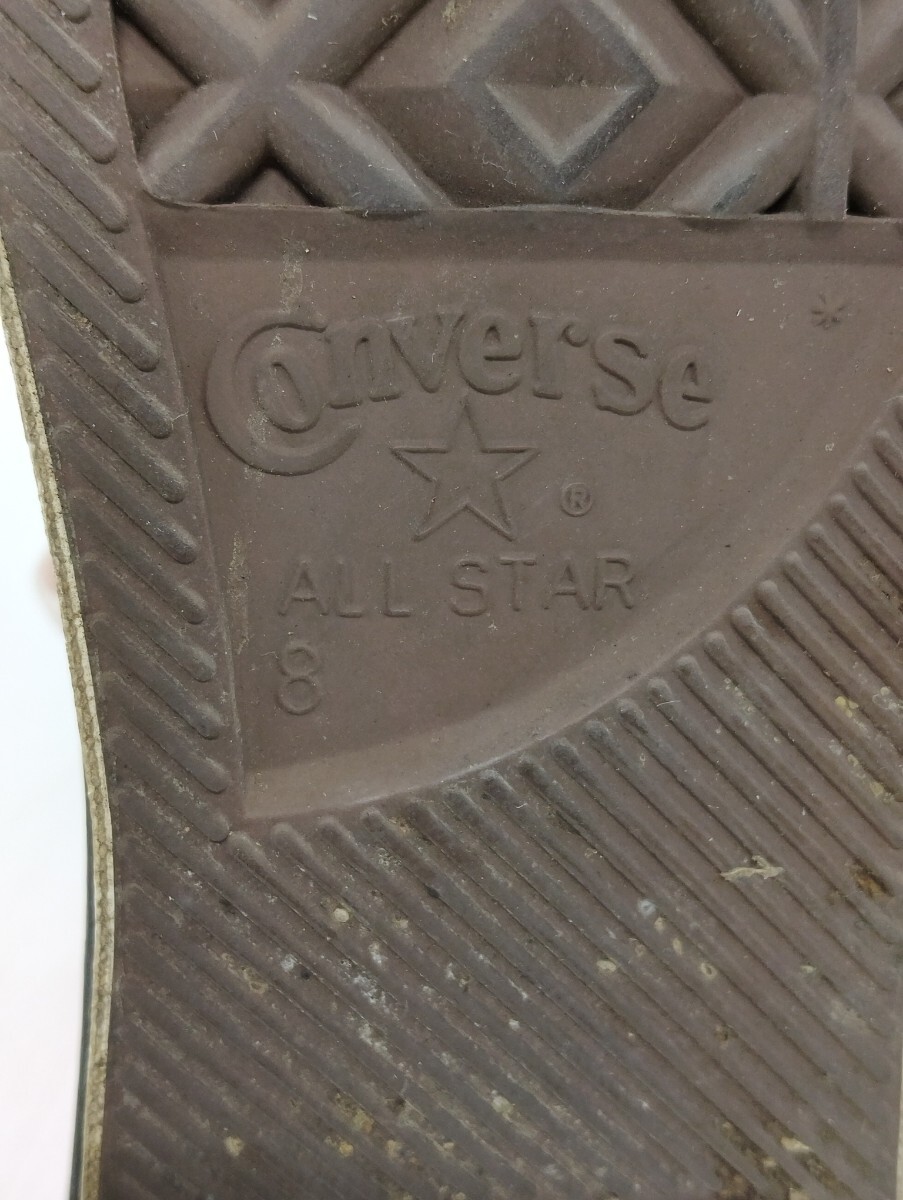 Converse
®
ALL STAR
8